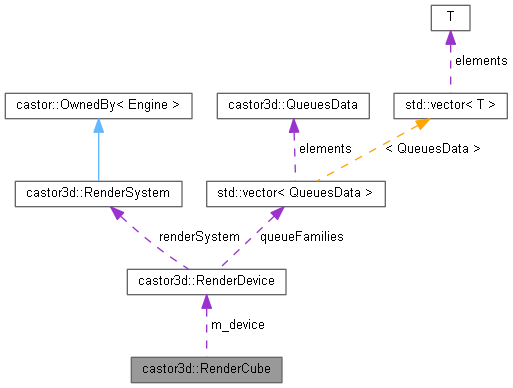 T
elements
castor::OwnedBy< Engine >
castor3d::QueuesData
std::vector< T >
elements
< QueuesData >
castor3d::RenderSystem
std::vector< QueuesData >
renderSystem
queueFamilies
castor3d::RenderDevice
m_device
castor3d::RenderCube